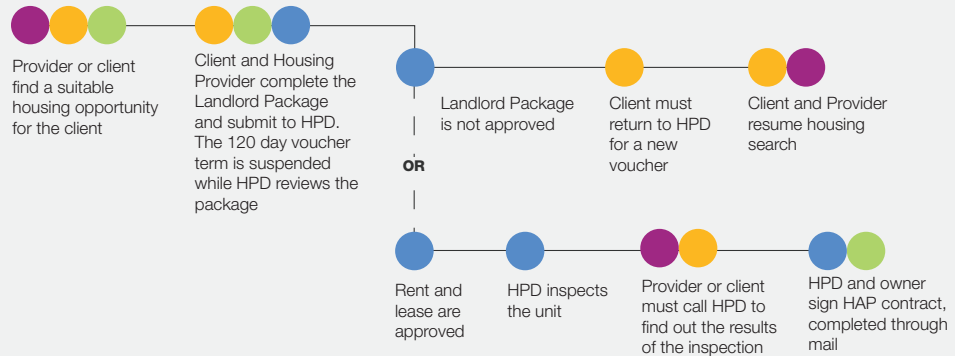 Provider or client
find a suitable
housing opportunity
for the client
Client and Housing
Provider complete the
Landlord Package
and submit to HPD.
The 120 day voucher
term is suspended
while HPD reviews the
package
Landlord Package
is not approved
Client must
return to HPD
for a new
voucher
Client and Provider
resume housing
search
OR
Rent and
lease are
approved
HPD inspects
the unit
Provider or client
must call HPD to
find out the results
of the inspection
HPD and owner
sign HAP contract,
completed through
mail